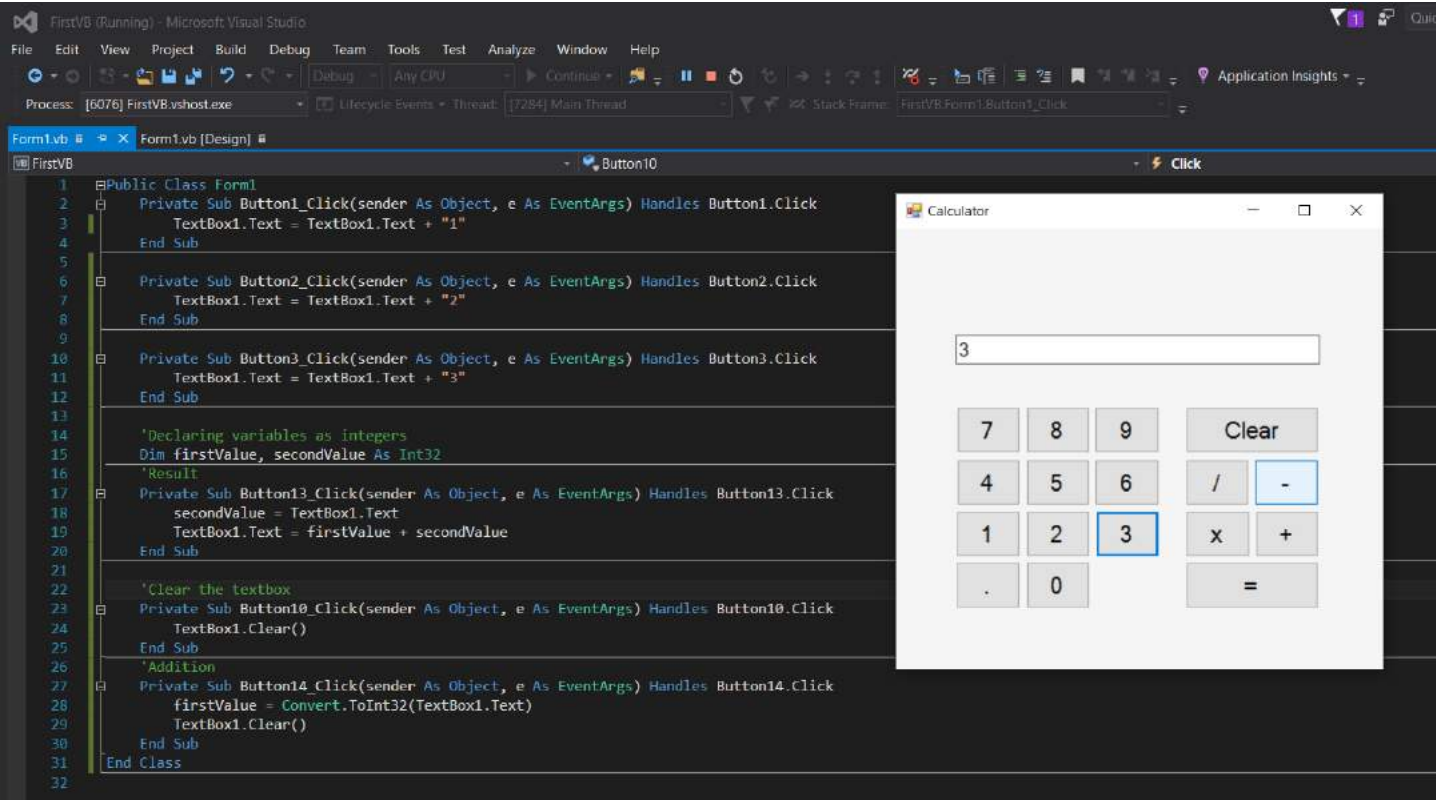 FirstVB (Running) - Microsoft Visual Studio
1
Quic
File Edit View Project Build Debug Team Tools Test Analyze Window Help
Debug Any CPU Continue Application Insights
Process: [6076] FirstVB.vshost.exe Lifecycle Events Thread: [7284] Main Thread Stack Frame: FirstVB.Form1.Button1_Click
Form1.vb Form1.vb [Design]
VB FirstVB Button10 Click
1 Public Class Form1
2 Private Sub Button1_Click(sender As Object, e As EventArgs) Handles Button1.Click
3 TextBox1.Text = TextBox1.Text + "1"
4 End Sub
5
6 Private Sub Button2_Click(sender As Object, e As EventArgs) Handles Button2.Click
7 TextBox1.Text = TextBox1.Text + "2"
8 End Sub
9
10 Private Sub Button3_Click(sender As Object, e As EventArgs) Handles Button3.Click
11 TextBox1.Text = TextBox1.Text + "3"
12 End Sub
13
14 'Declaring variables as integers
15 Dim firstValue, secondValue As Int32
16 'Result
17 Private Sub Button13_Click(sender As Object, e As EventArgs) Handles Button13.Click
18 secondValue = TextBox1.Text
19 TextBox1.Text = firstValue + secondValue
20 End Sub
21
22 'Clear the textbox
23 Private Sub Button10_Click(sender As Object, e As EventArgs) Handles Button10.Click
24 TextBox1.Clear()
25 End Sub
26 'Addition
27 Private Sub Button14_Click(sender As Object, e As EventArgs) Handles Button14.Click
28 firstValue = Convert.ToInt32(TextBox1.Text)
29 TextBox1.Clear()
30 End Sub
31 End Class
32
Calculator
3
7 8 9 Clear
4 5 6 / -
1 2 3 x +
. 0 =